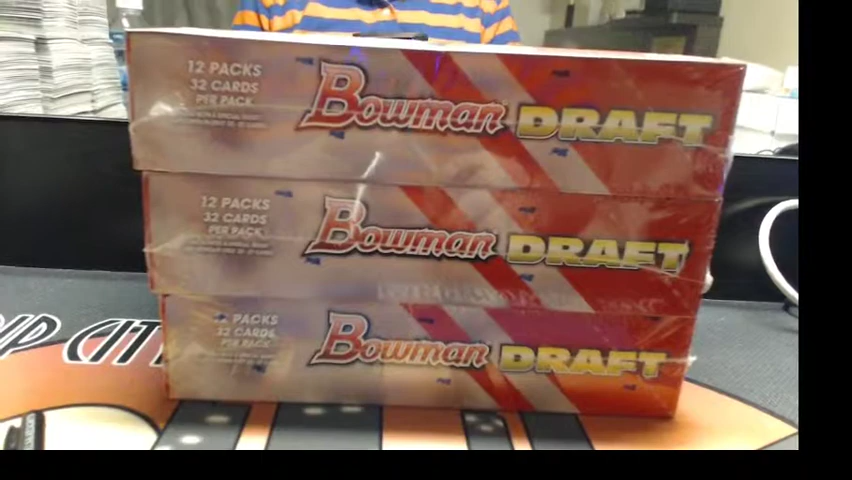 12 PACKS
32 CARDS
PER PACK
Bowman DRAFT
12 PACKS
32 CARDS
PER PACK
Bowman DRAFT
PACKS
32 CARDS
PER PACK
Bowman DRAFT
CIT